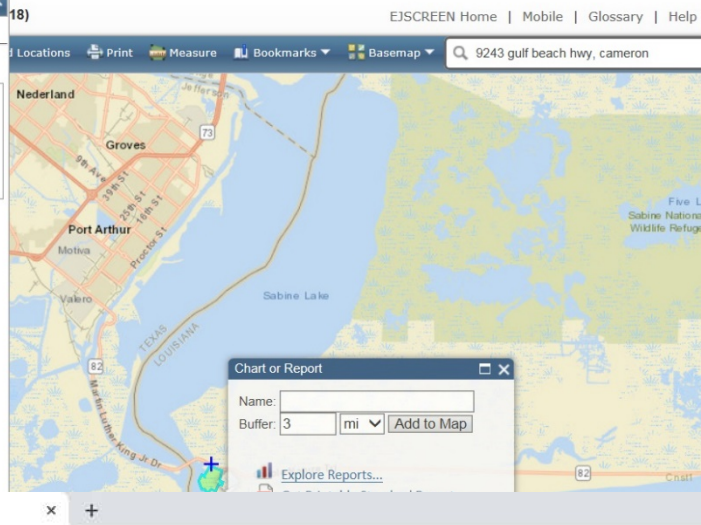 18)
EJSCREEN Home | Mobile | Glossary | Help
Locations Print Measure Bookmarks Basemap 9243 gulf beach hwy, cameron
Nederland
Jefferson
73
Groves
9th Ave
39th St
25th St
16th St
Proctor St
Port Arthur
Motiva
Valero
Five L
Sabine Nationa
Wildlife Refuge
Sabine Lake
TEXAS
LOUISIANA
82
Martin Luther King Jr Dr
Chart or Report
Name:
Buffer: 3 mi Add to Map
Explore Reports...
82